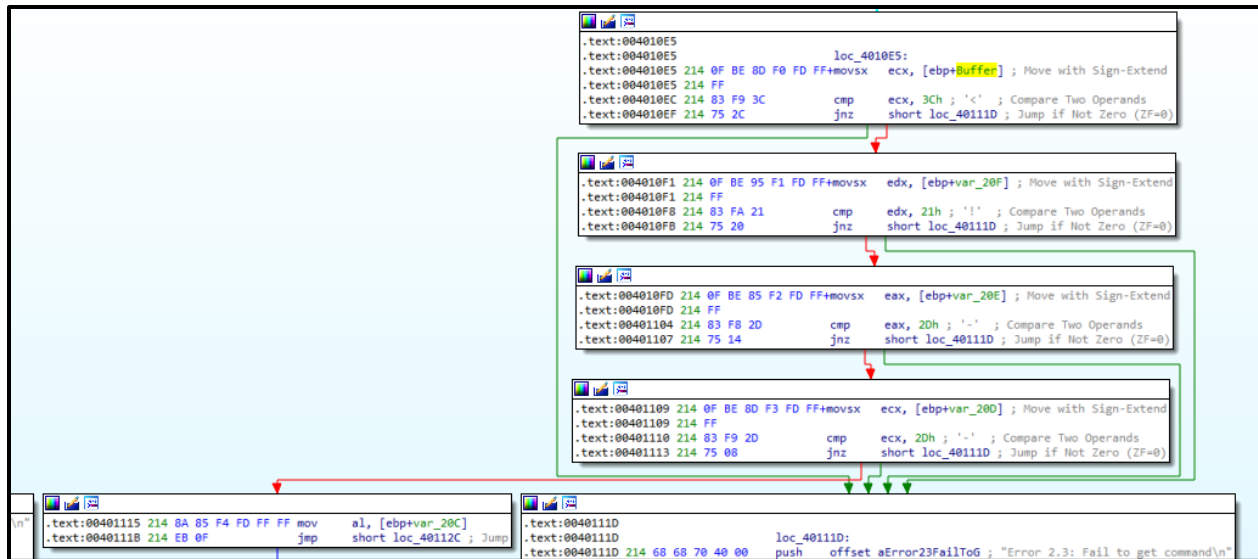 .text:004010E5
.text:004010E5 loc_4010E5:
.text:004010E5 214 0F BE 8D F0 FD FF+movsx ecx, [ebp+Buffer] ; Move with Sign-Extend
.text:004010E5 214 FF
.text:004010EC 214 83 F9 3C cmp ecx, 3Ch ; '<' ; Compare Two Operands
.text:004010EF 214 75 2C jnz short loc_40111D ; Jump if Not Zero (ZF=0)
.text:004010F1 214 0F BE 95 F1 FD FF+movsx edx, [ebp+var_20F] ; Move with Sign-Extend
.text:004010F1 214 FF
.text:004010F8 214 83 FA 21 cmp edx, 21h ; '!' ; Compare Two Operands
.text:004010FB 214 75 20 jnz short loc_40111D ; Jump if Not Zero (ZF=0)
.text:004010FD 214 0F BE 85 F2 FD FF+movsx eax, [ebp+var_20E] ; Move with Sign-Extend
.text:004010FD 214 FF
.text:00401104 214 83 F8 2D cmp eax, 2Dh ; '-' ; Compare Two Operands
.text:00401107 214 75 14 jnz short loc_40111D ; Jump if Not Zero (ZF=0)
.text:00401109 214 0F BE 8D F3 FD FF+movsx ecx, [ebp+var_20D] ; Move with Sign-Extend
.text:00401109 214 FF
.text:00401110 214 83 F9 2D cmp ecx, 2Dh ; '-' ; Compare Two Operands
.text:00401113 214 75 08 jnz short loc_40111D ; Jump if Not Zero (ZF=0)
\n"
.text:00401115 214 8A 85 F4 FD FF FF mov al, [ebp+var_20C]
.text:0040111B 214 EB 0F jmp short loc_40112C ; Jump
.text:0040111D
.text:0040111D loc_40111D:
.text:0040111D 214 68 68 70 40 00 push offset aError23FailToG ; "Error 2.3: Fail to get command\n"